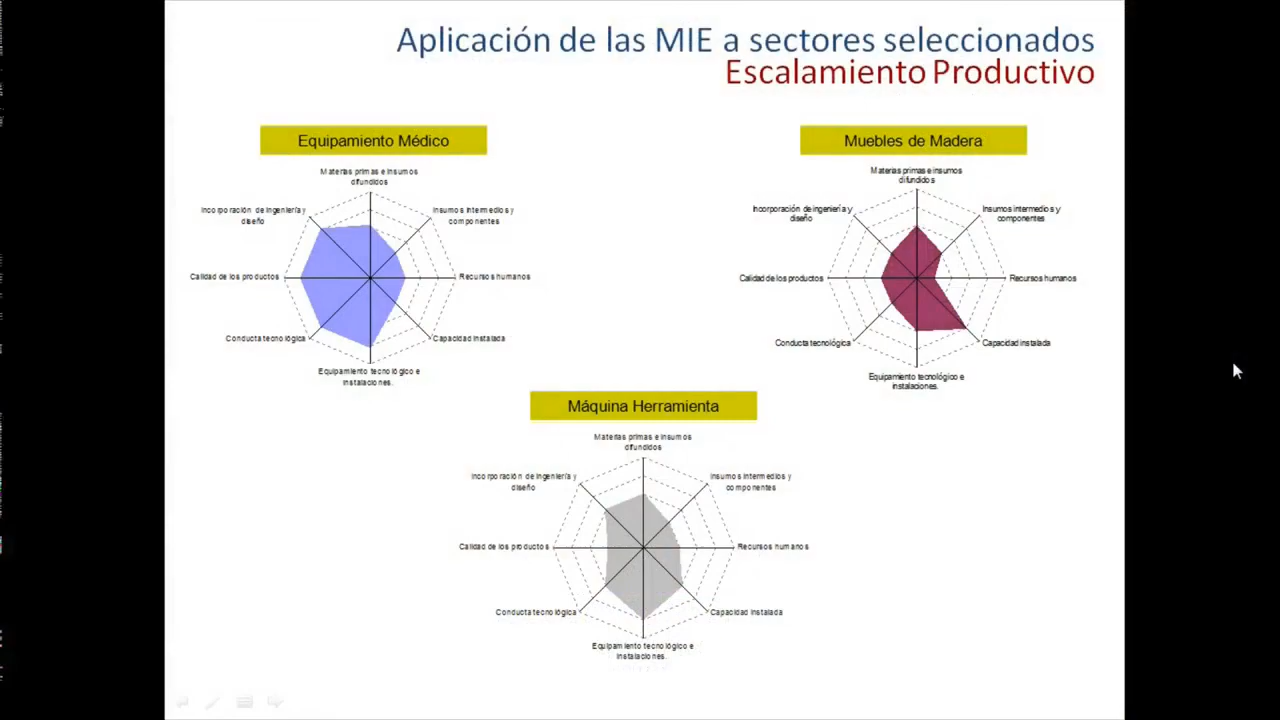 Aplicación de las MIE a sectores seleccionados
Escalamiento Productivo
Equipamiento Médico
Materias primas e insumos
difundidos
Incorporación de ingeniería y
diseño
Insumos intermedios y
componentes
Calidad de los productos
Recursos humanos
Conducta tecnológica
Capacidad instalada
Equipamiento tecnológico e
instalaciones.
Muebles de Madera
Materias primas e insumos
difundidos
Incorporación de ingeniería y
diseño
Insumos intermedios y
componentes
Calidad de los productos
Recursos humanos
Conducta tecnológica
Capacidad instalada
Equipamiento tecnológico e
instalaciones.
Máquina Herramienta
Materias primas e insumos
difundidos
Incorporación de ingeniería y
diseño
Insumos intermedios y
componentes
Calidad de los productos
Recursos humanos
Conducta tecnológica
Capacidad instalada
Equipamiento tecnológico e
instalaciones.